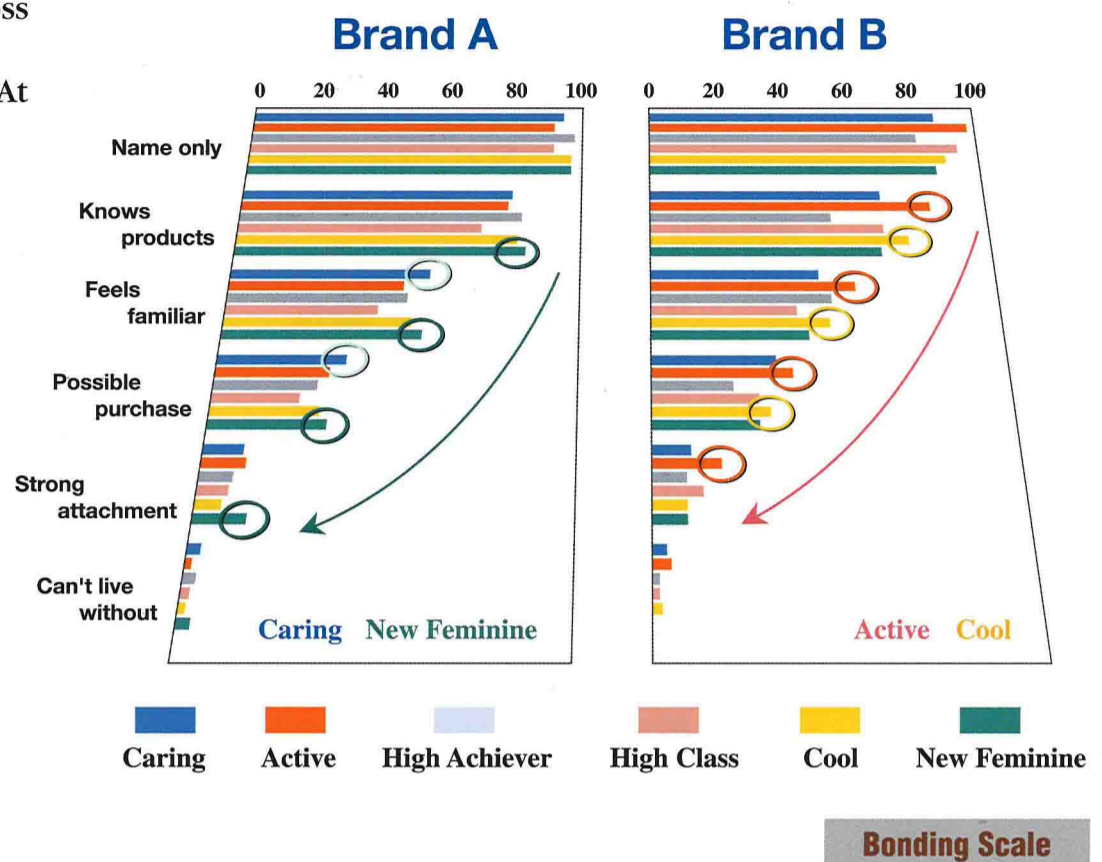 ss
Brand A
Brand B
At
0 20 40 60 80 100
0 20 40 60 80 100
Name only
Knows
products
Feels
familiar
Possible
purchase
Strong
attachment
Can't live
without
Caring New Feminine
Active Cool
Caring Active High Achiever High Class Cool New Feminine
Bonding Scale